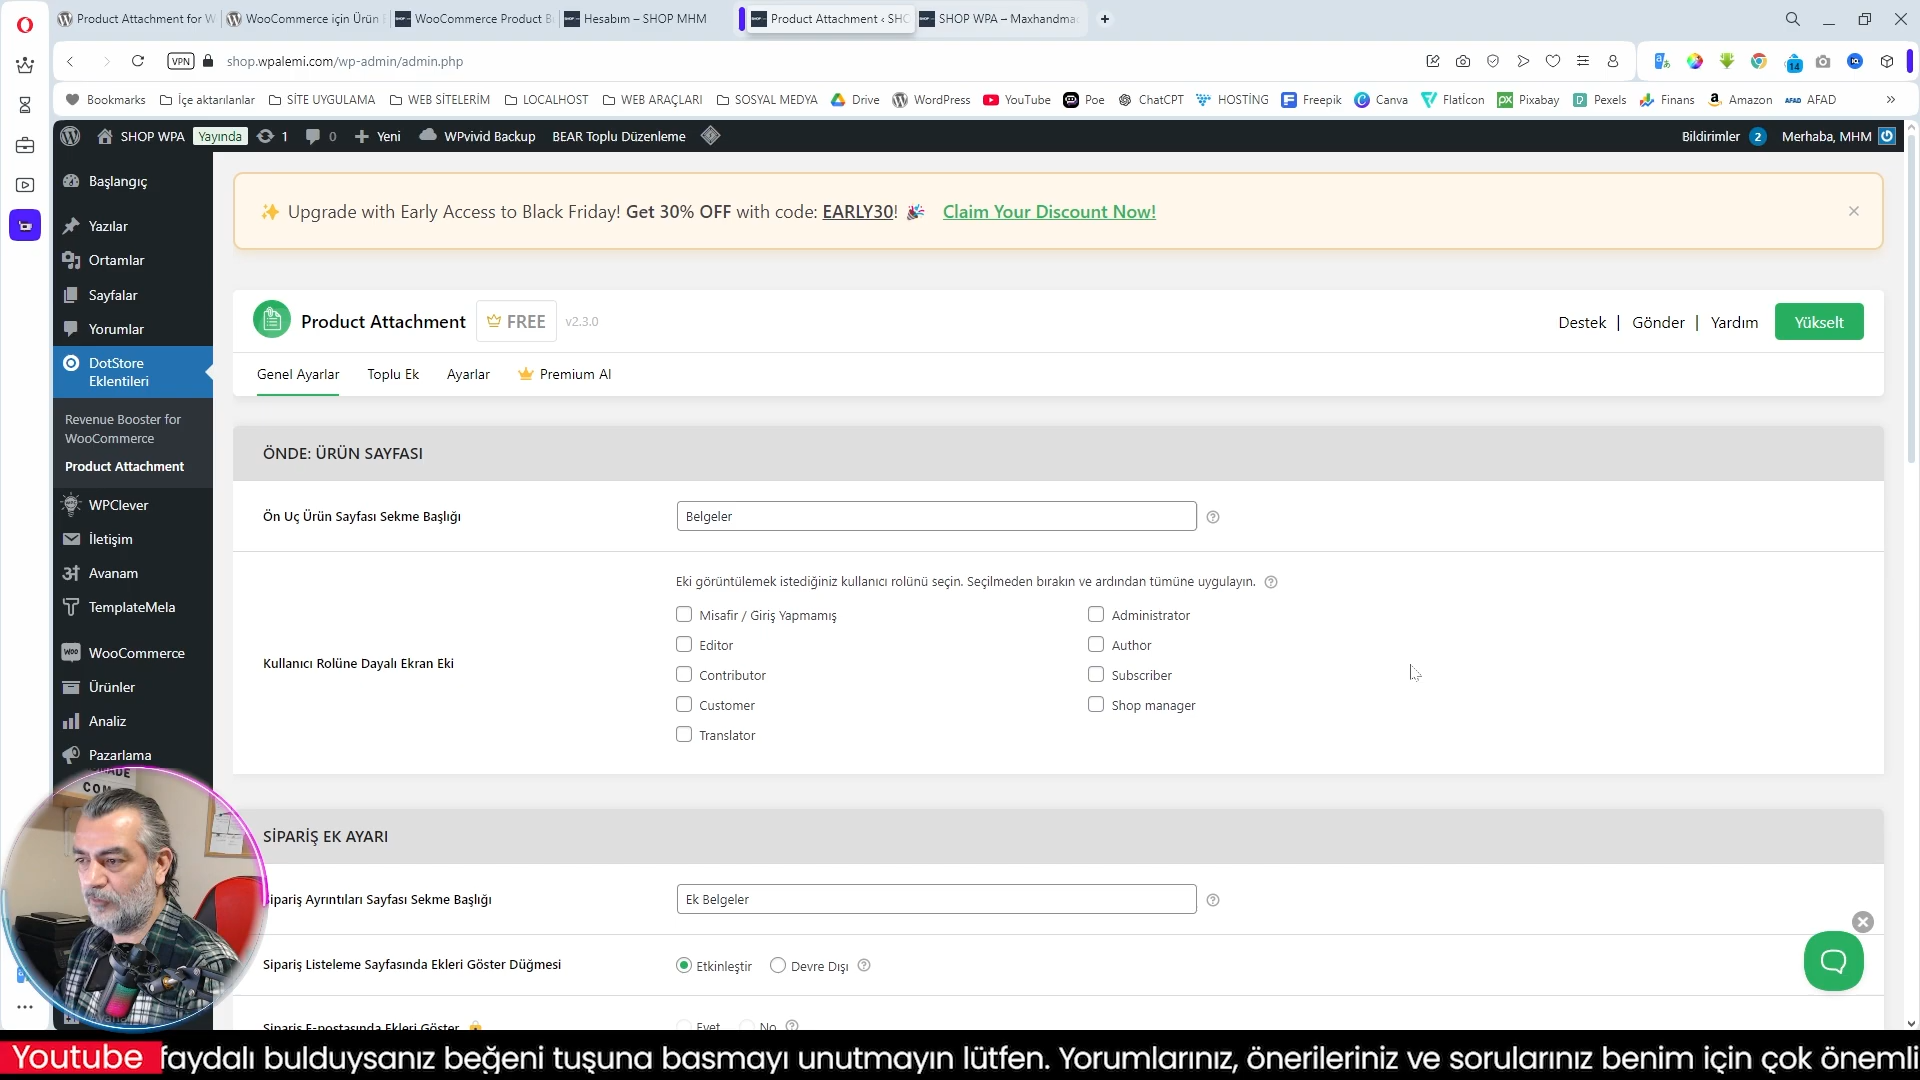 Product Attachment for W
WooCommerce için Ürün
WooCommerce Product B
Hesabım – SHOP MHM
Product Attachment ‹ SHO
SHOP WPA – Maxhandma
VPN
shop.wpalemi.com/wp-admin/admin.php
14
Bookmarks
İçe aktarılanlar
SİTE UYGULAMA
WEB SİTELERİM
LOCALHOST
WEB ARAÇLARI
SOSYAL MEDYA
Drive
WordPress
YouTube
Poe
ChatGPT
HOSTİNG
Freepik
Canva
Flatİcon
Pixabay
Pexels
Finans
Amazon
AFAD
SHOP WPA
Yayında
1
0
Yeni
WPvivid Backup
BEAR Toplu Düzenleme
Bildirimler 2
Merhaba, MHM
Başlangıç
Yazılar
Ortamlar
Sayfalar
Yorumlar
DotStore
Eklentileri
Revenue Booster for
WooCommerce
Product Attachment
WPClever
İletişim
Avanam
TemplateMela
WooCommerce
Ürünler
Analiz
Pazarlama
✨ Upgrade with Early Access to Black Friday! Get 30% OFF with code: EARLY30! 🎉 Claim Your Discount Now!
Product Attachment
FREE
v2.3.0
Destek | Gönder | Yardım
Yükselt
Genel Ayarlar
Toplu Ek
Ayarlar
Premium Al
ÖNDE: ÜRÜN SAYFASI
Ön Uç Ürün Sayfası Sekme Başlığı
Belgeler
Kullanıcı Rolüne Dayalı Ekran Eki
Eki görüntülemek istediğiniz kullanıcı rolünü seçin. Seçilmeden bırakın ve ardından tümüne uygulayın.
Misafir / Giriş Yapmamış
Administrator
Editor
Author
Contributor
Subscriber
Customer
Shop manager
Translator
SİPARİŞ EK AYARI
Sipariş Ayrıntıları Sayfası Sekme Başlığı
Ek Belgeler
Sipariş Listeleme Sayfasında Ekleri Göster Düğmesi
Etkinleştir
Devre Dışı
Sipariş E-postasında Ekleri Göster
Evet
No
Youtube
faydalı bulduysanız beğeni tuşuna basmayı unutmayın lütfen. Yorumlarınız, önerileriniz ve sorularınız benim için çok önemli